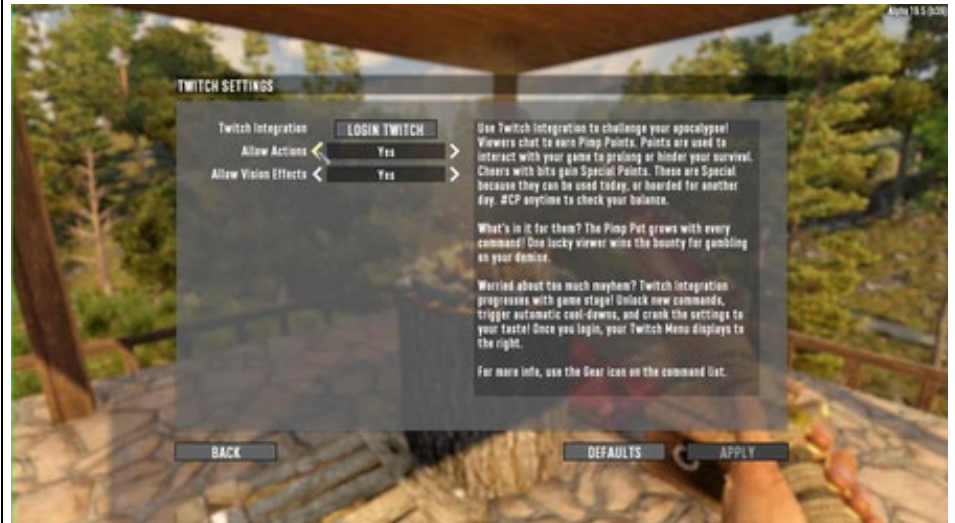 Alpha 19.5 (b39)
TWITCH SETTINGS
Twitch Integration LOGIN TWITCH
Allow Actions < Yes >
Allow Vision Effects < Yes >
Use Twitch Integration to challenge your apocalypse!
Viewers chat to earn Pimp Points. Points are used to
interact with your game to prolong or hinder your survival.
Cheers with bits gain Special Points. These are Special
because they can be used today, or hoarded for another
day. #CP anytime to check your balance.
What's in it for them? The Pimp Pot grows with every
command! One lucky viewer wins the bounty for gambling
on your demise.
Worried about too much mayhem? Twitch Integration
progresses with game stage! Unlock new commands,
trigger automatic cool-downs, and crank the settings to
your taste! Once you login, your Twitch Menu displays to
the right.
For more info, use the Gear icon on the command list.
BACK DEFAULTS APPLY